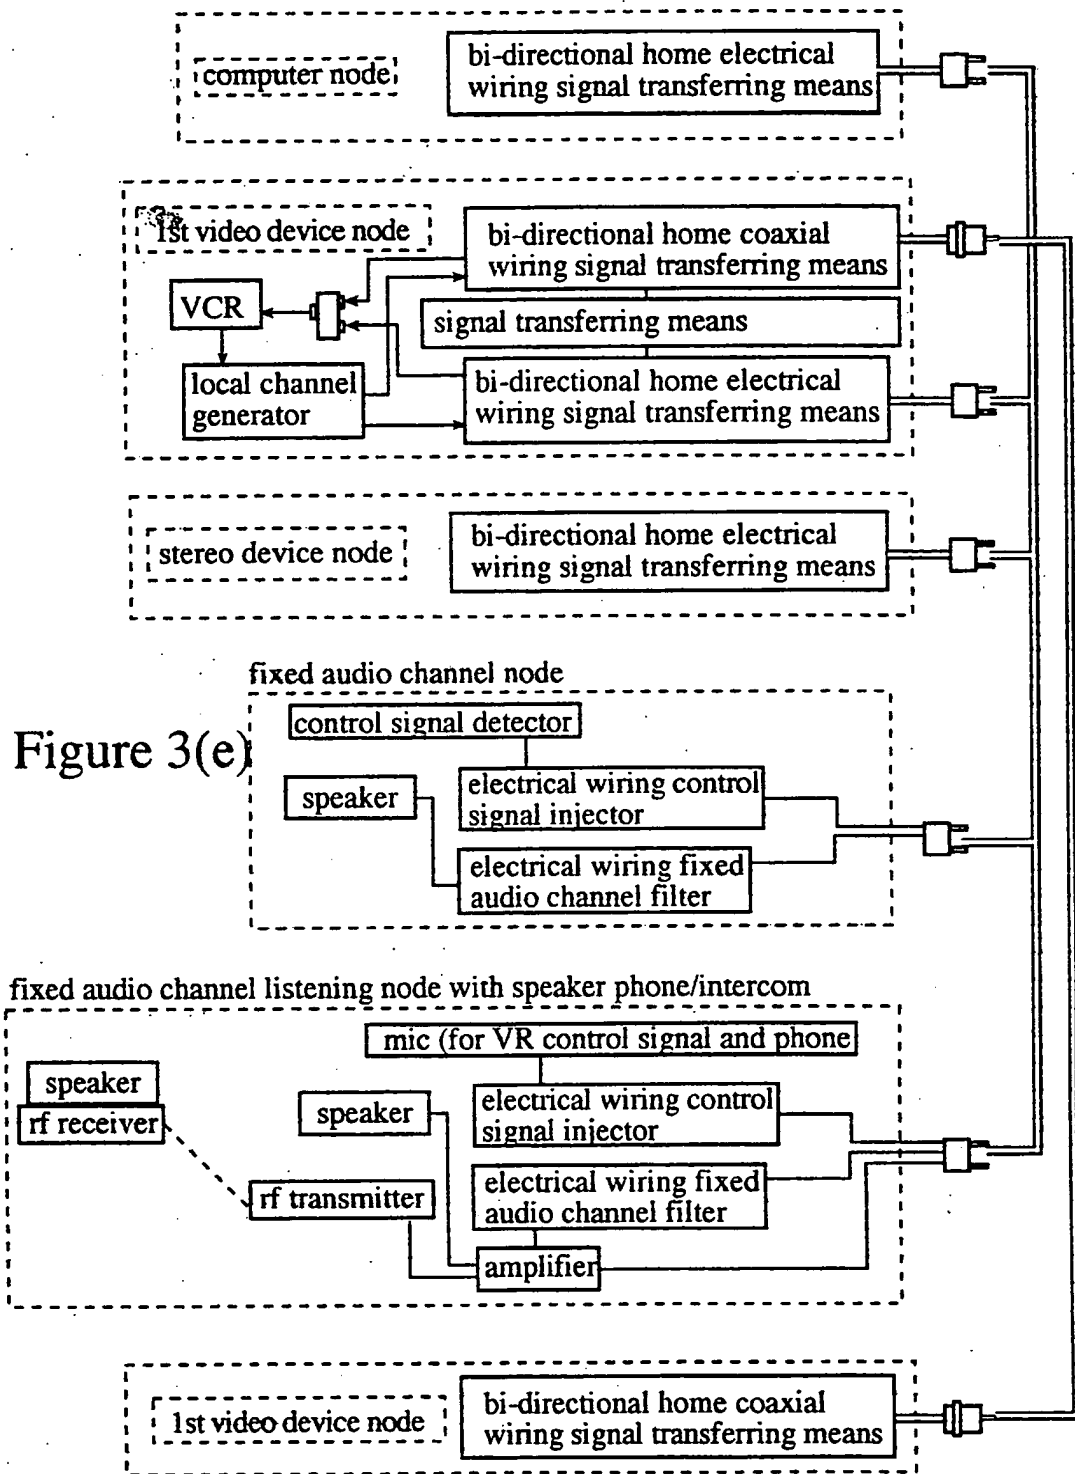 computer node
bi-directional home electrical
wiring signal transferring means
1st video device node
bi-directional home coaxial
wiring signal transferring means
VCR
signal transferring means
local channel
generator
bi-directional home electrical
wiring signal transferring means
stereo device node
bi-directional home electrical
wiring signal transferring means
fixed audio channel node
control signal detector
Figure 3(e)
speaker
electrical wiring control
signal injector
electrical wiring fixed
audio channel filter
fixed audio channel listening node with speaker phone/intercom
mic (for VR control signal and phone
speaker
rf receiver
speaker
electrical wiring control
signal injector
rf transmitter
electrical wiring fixed
audio channel filter
amplifier
1st video device node
bi-directional home coaxial
wiring signal transferring means